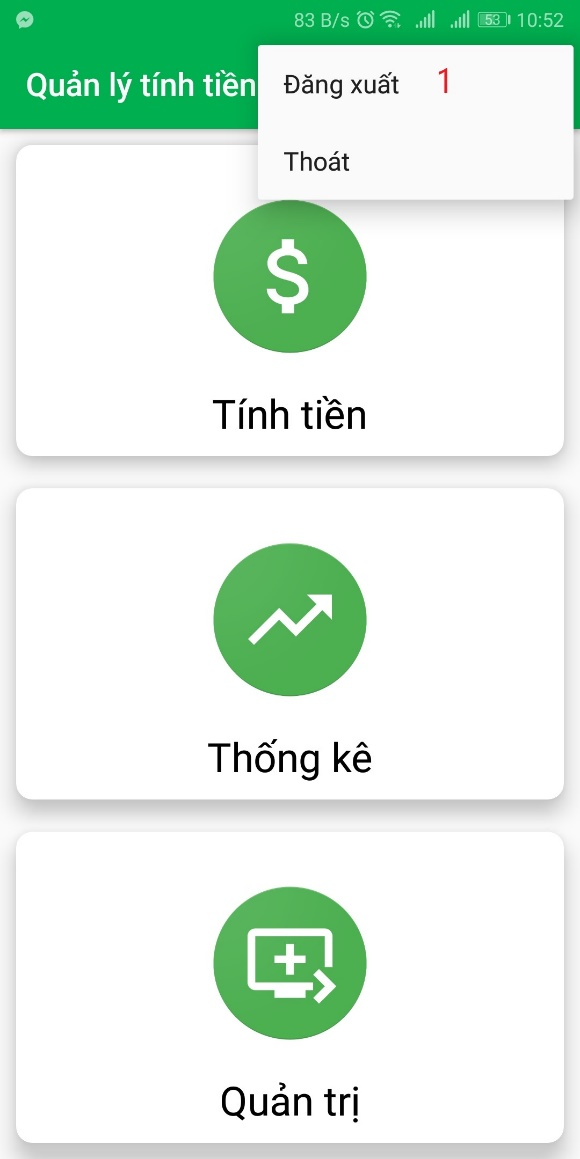 83 B/s 53 10:52
Quản lý tính tiền
Đăng xuất 1
Thoát
$
Tính tiền
Thống kê
Quản trị